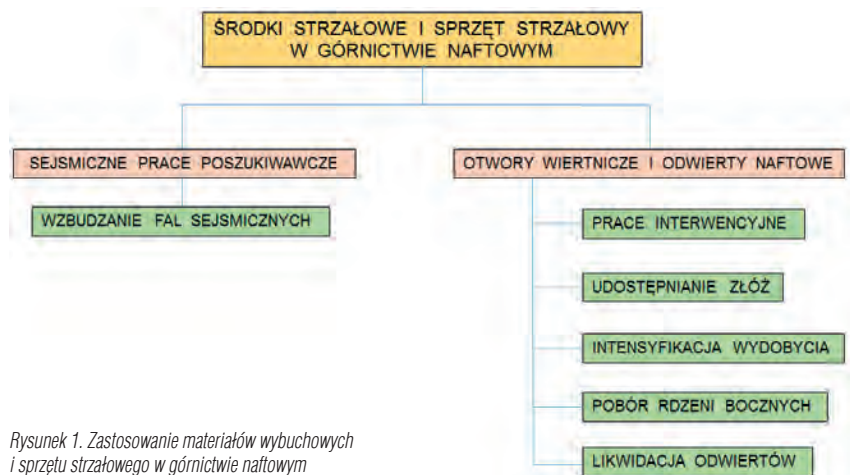 ŚRODKI STRZAŁOWE I SPRZĘT STRZAŁOWY
W GÓRNICTWIE NAFTOWYM
SEJSMICZNE PRACE POSZUKIWAWCZE
WZBUDZANIE FAL SEJSMICZNYCH
OTWORY WIERTNICZE I ODWIERTY NAFTOWE
PRACE INTERWENCYJNE
UDOSTĘPNIANIE ZŁÓŻ
INTENSYFIKACJA WYDOBYCIA
POBÓR RDZENI BOCZNYCH
LIKWIDACJA ODWIERTÓW
Rysunek 1. Zastosowanie materiałów wybuchowych
i sprzętu strzałowego w górnictwie naftowym